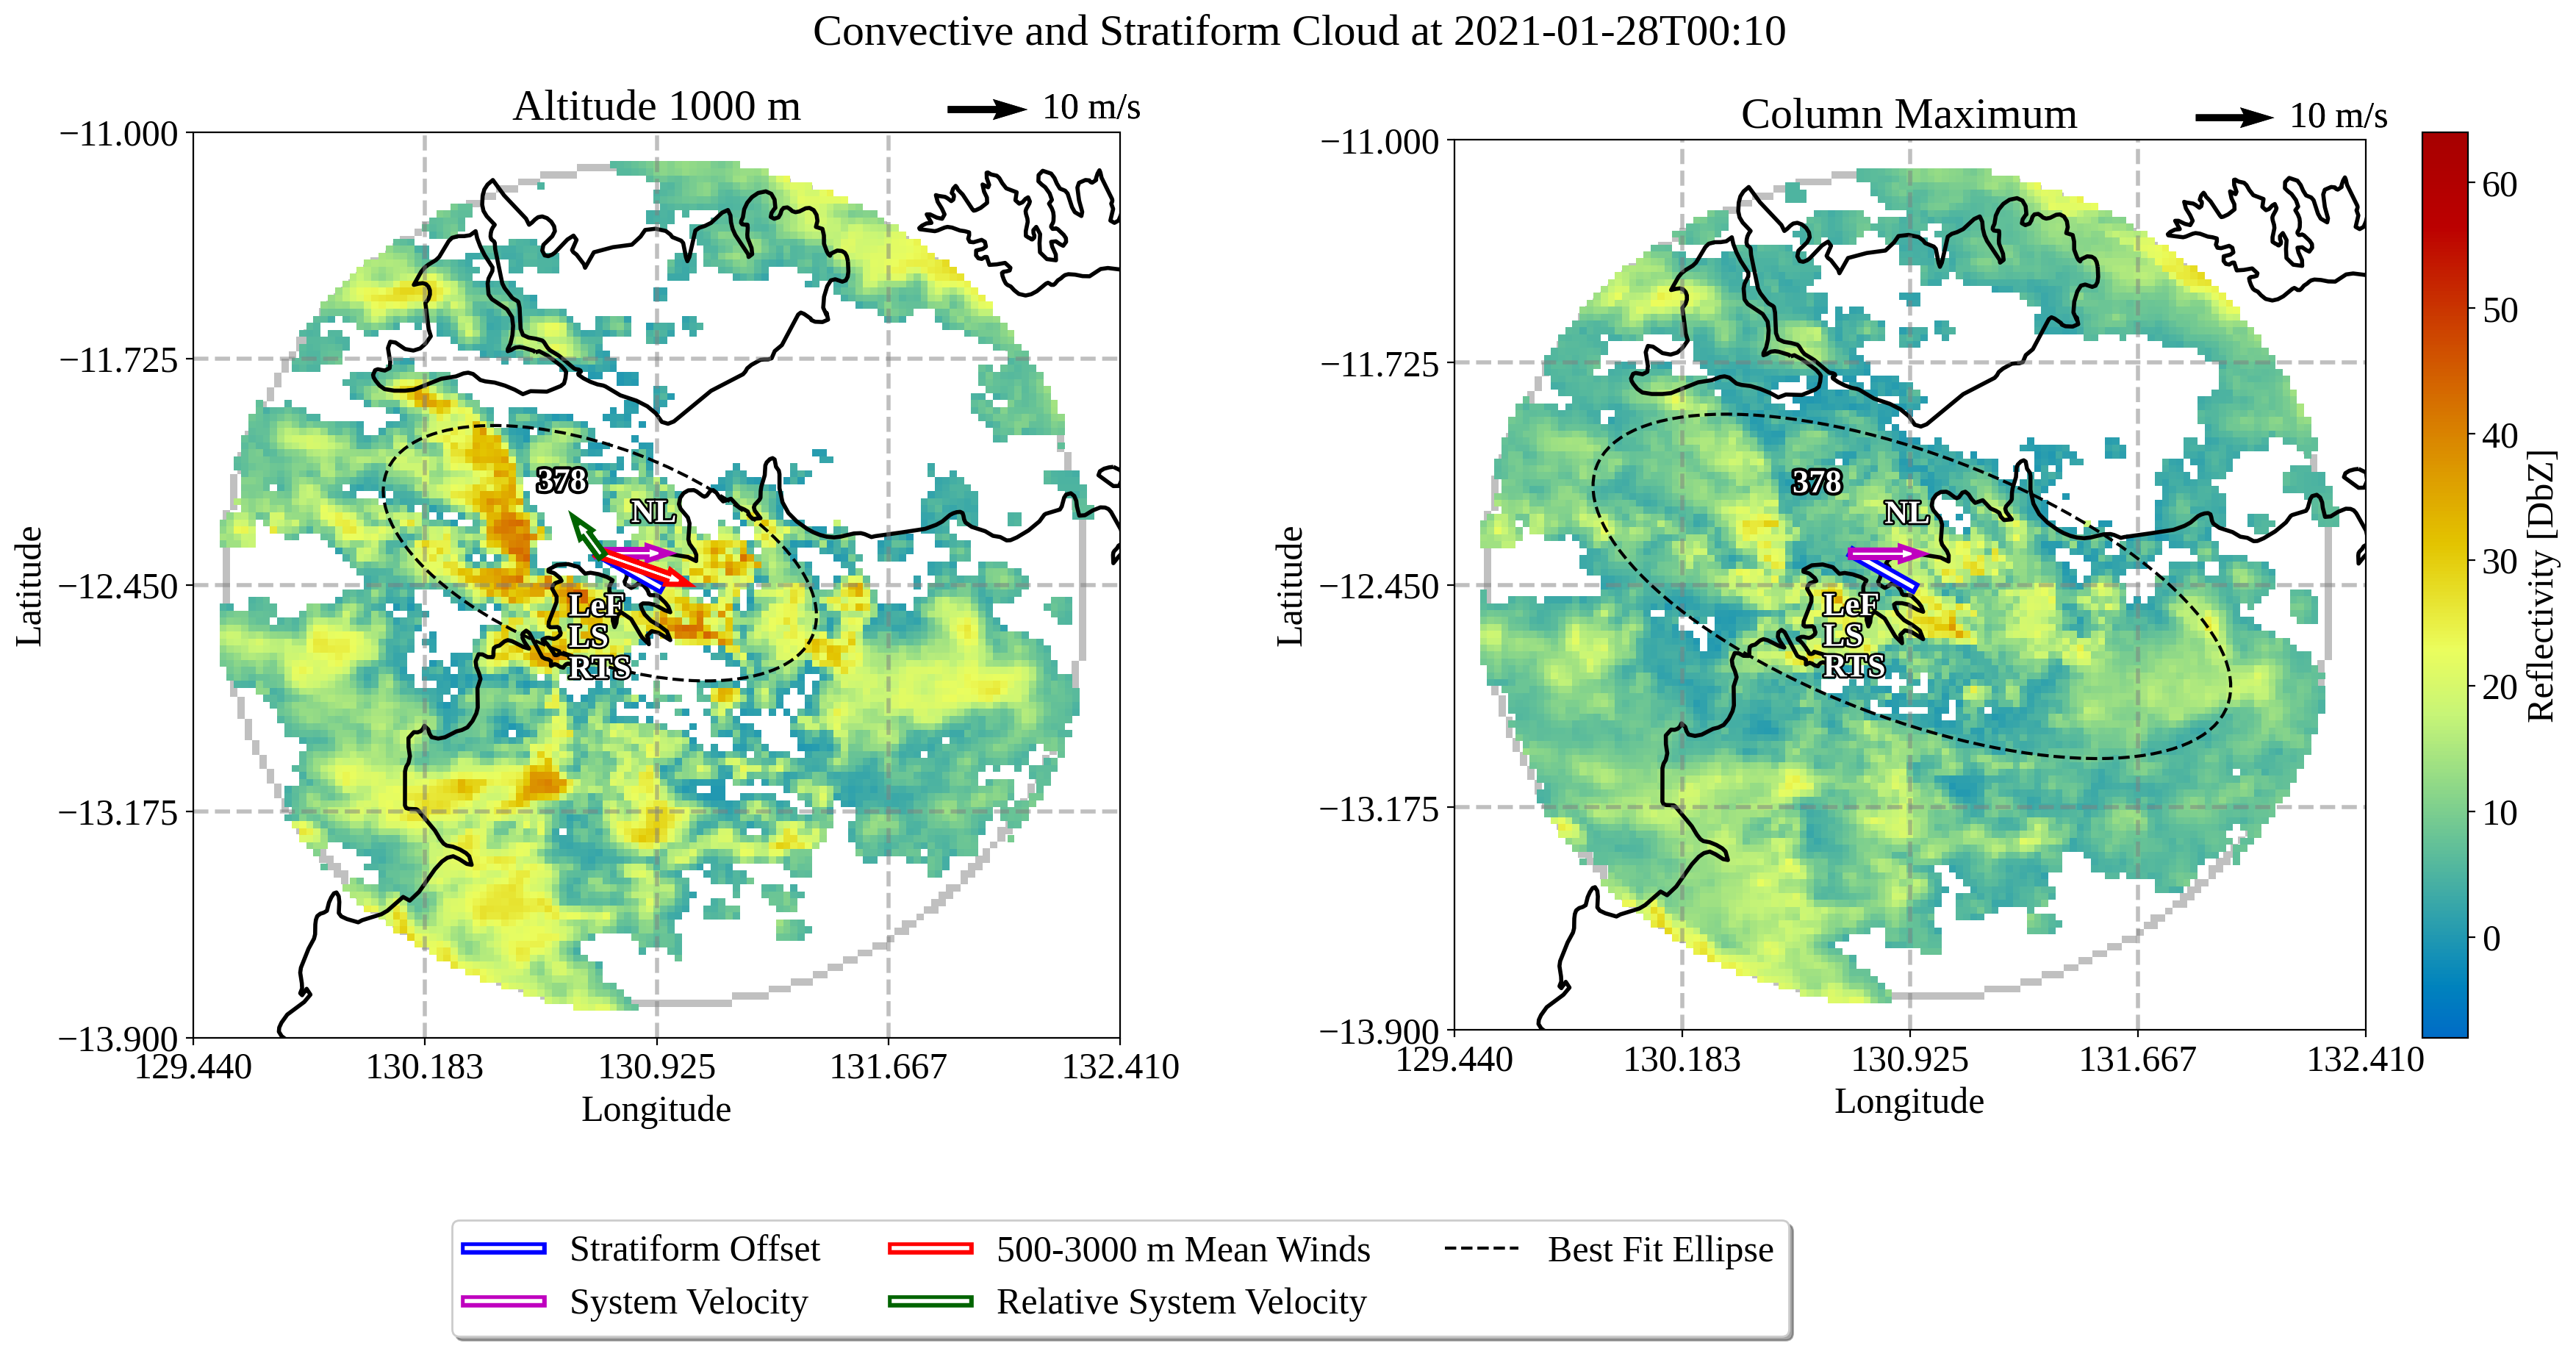 Convective and Stratiform Cloud at 2021-01-28T00:10
Altitude 1000 m
10 m/s
−11.000
−11.725
−12.450
−13.175
−13.900
129.440
130.183
130.925
131.667
132.410
Latitude
Longitude
378
NL
LeF
LS
RTS
Column Maximum
10 m/s
−11.000
−11.725
−12.450
−13.175
−13.900
129.440
130.183
130.925
131.667
132.410
Latitude
Longitude
378
NL
LeF
LS
RTS
60
50
40
30
20
10
0
Reflectivity [DbZ]
Stratiform Offset
System Velocity
500-3000 m Mean Winds
Relative System Velocity
Best Fit Ellipse